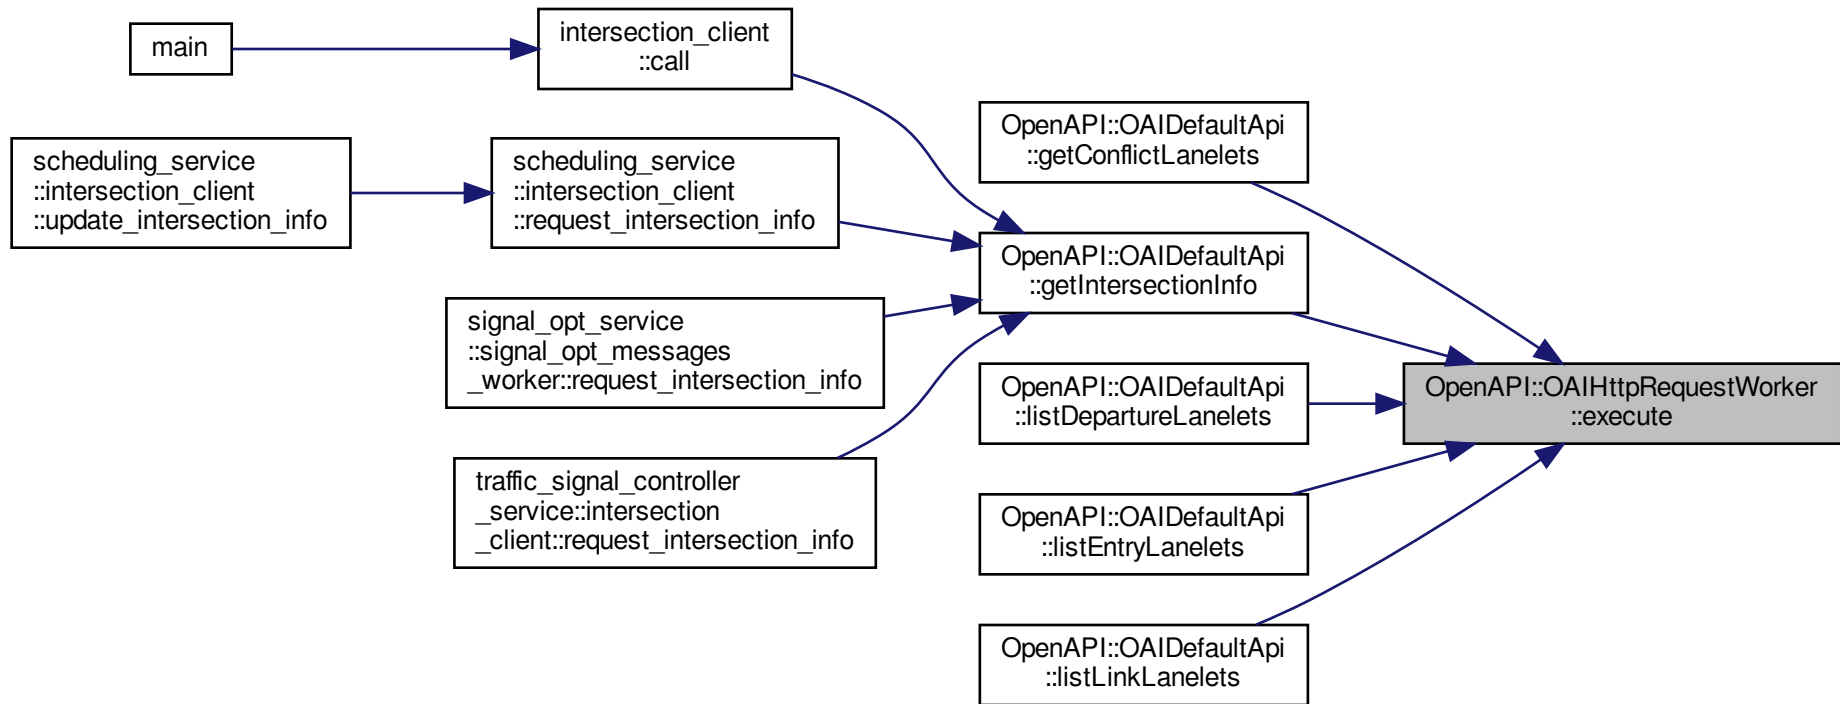 main
intersection_client
::call
scheduling_service
::intersection_client
::update_intersection_info
scheduling_service
::intersection_client
::request_intersection_info
signal_opt_service
::signal_opt_messages
_worker::request_intersection_info
traffic_signal_controller
_service::intersection
_client::request_intersection_info
OpenAPI::OAIDefaultApi
::getConflictLanelets
OpenAPI::OAIDefaultApi
::getIntersectionInfo
OpenAPI::OAIDefaultApi
::listDepartureLanelets
OpenAPI::OAIDefaultApi
::listEntryLanelets
OpenAPI::OAIDefaultApi
::listLinkLanelets
OpenAPI::OAIHttpRequestWorker
::execute